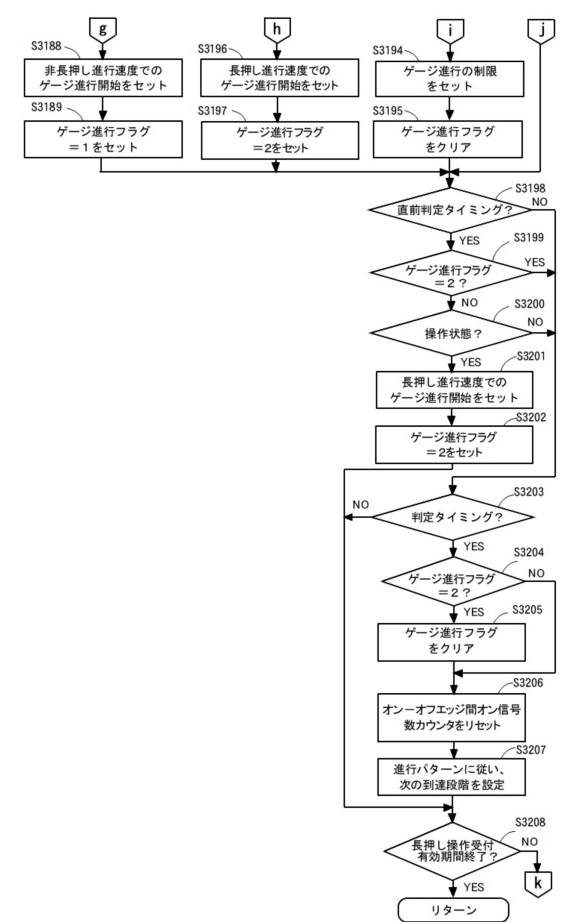 g
h
i
j
S3188
非長押し進行速度での
ゲージ進行開始をセット
S3196
長押し進行速度での
ゲージ進行開始をセット
S3194
ゲージ進行の制限
をセット
S3189
ゲージ進行フラグ
＝１をセット
S3197
ゲージ進行フラグ
=2をセット
S3195
ゲージ進行フラグ
をクリア
S3198
直前判定タイミング？
NO
YES
S3199
ゲージ進行フラグ
＝２？
YES
NO
S3200
操作状態？
NO
YES
S3201
長押し進行速度での
ゲージ進行開始をセット
S3202
ゲージ進行フラグ
=2をセット
S3203
判定タイミング？
NO
YES
S3204
ゲージ進行フラグ
＝２？
NO
YES
S3205
ゲージ進行フラグ
をクリア
S3206
オン－オフエッジ間オン信号
数カウンタをリセット
S3207
進行パターンに従い、
次の到達段階を設定
S3208
長押し操作受付
有効期間終了？
NO
YES
k
リターン